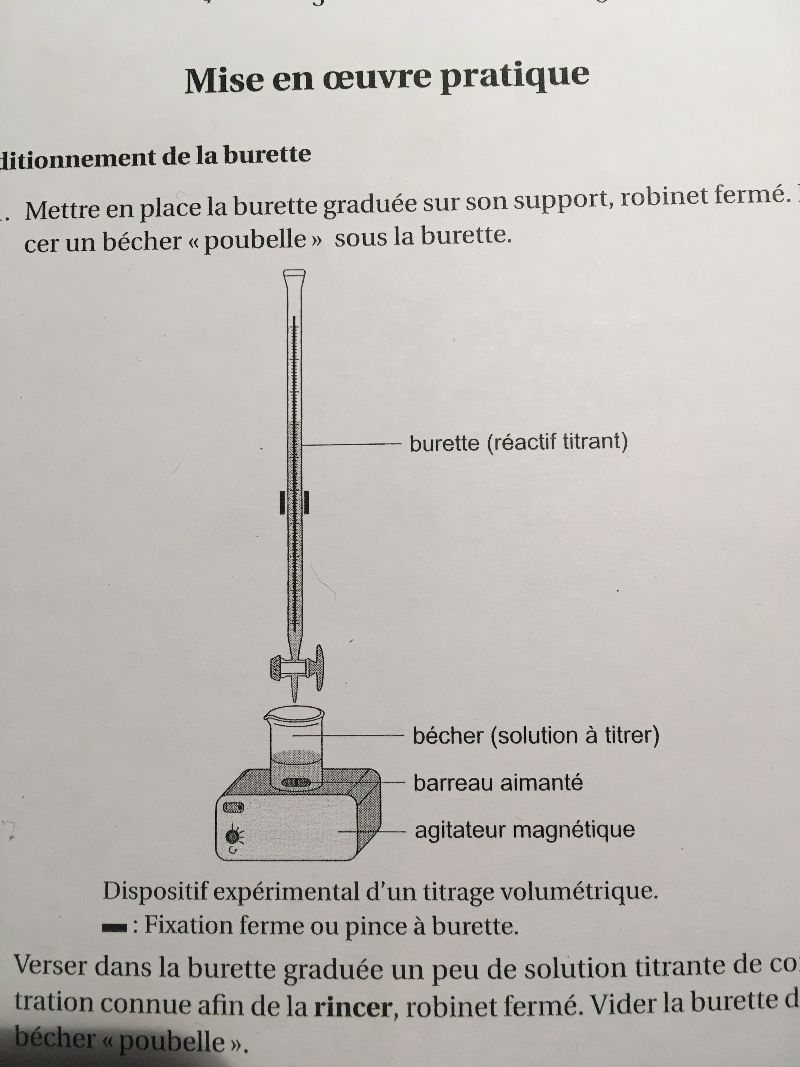 Mise en œuvre pratique
ditionnement de la burette
. Mettre en place la burette graduée sur son support, robinet fermé.
cer un bécher « poubelle » sous la burette.
burette (réactif titrant)
bécher (solution à titrer)
barreau aimanté
agitateur magnétique
Dispositif expérimental d'un titrage volumétrique.
: Fixation ferme ou pince à burette.
Verser dans la burette graduée un peu de solution titrante de co
tration connue afin de la rincer, robinet fermé. Vider la burette d
bécher « poubelle ».